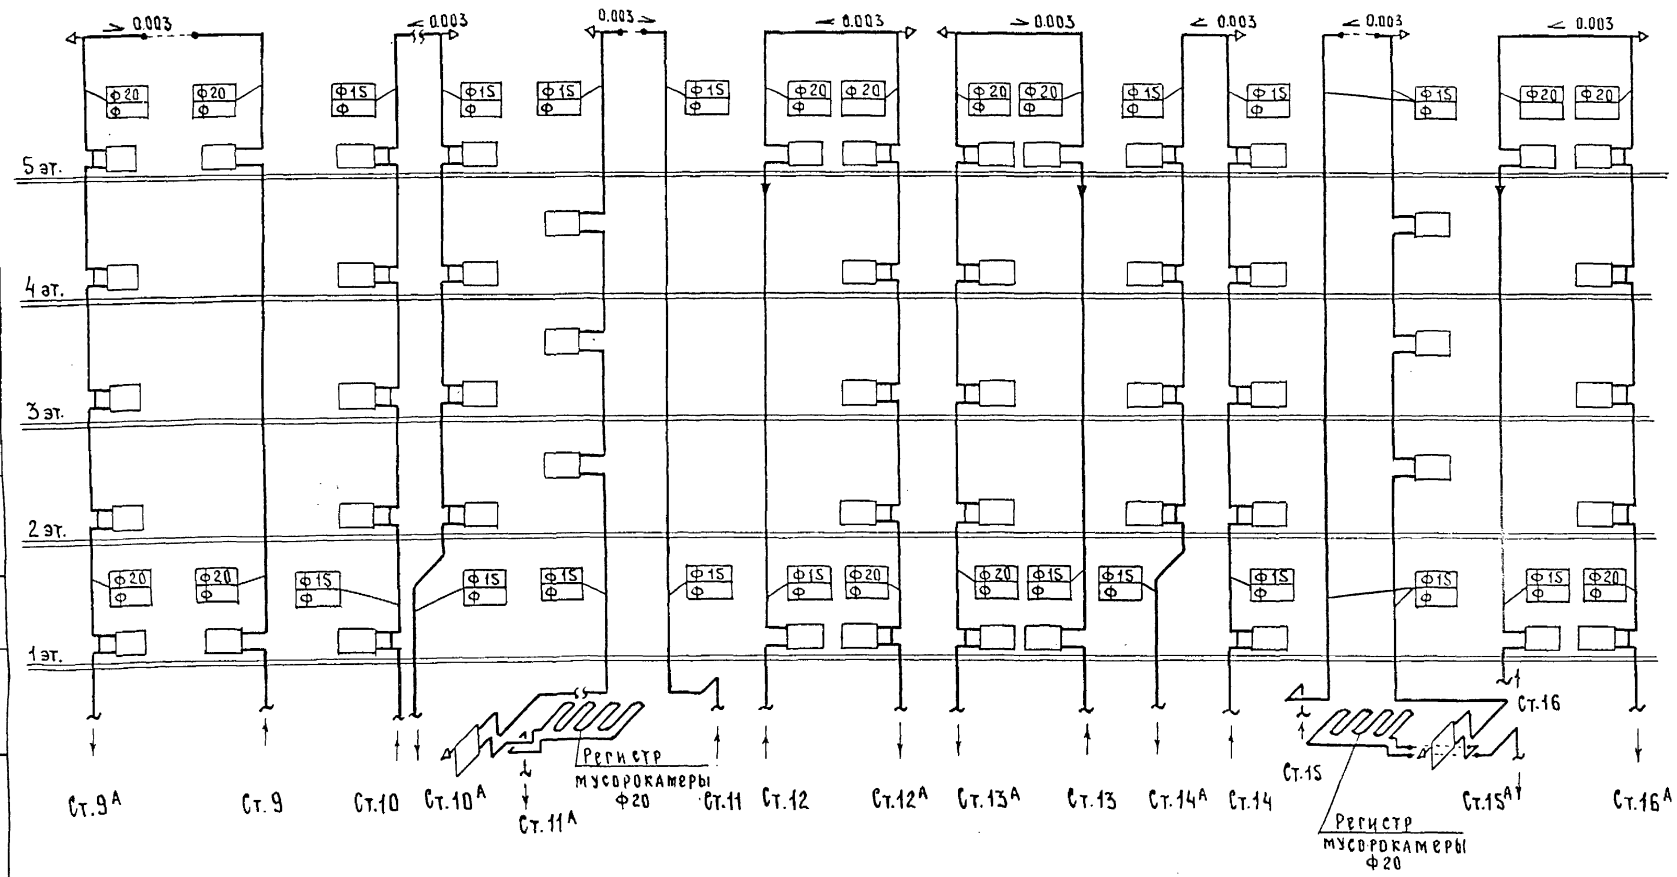 > 0.003 < 0.003 0.003 > < 0.003 > 0.003 < 0.003 < 0.003 < 0.003
Ф20 Ф20 Ф15 Ф15 Ф15 Ф15 Ф20 Ф20 Ф20 Ф20 Ф15 Ф15 Ф15 Ф20 Ф20
Ф Ф Ф Ф Ф Ф Ф Ф Ф Ф Ф Ф Ф Ф Ф
5 эт.
4 эт.
3 эт.
2 эт.
Ф20 Ф20 Ф15 Ф15 Ф15 Ф15 Ф15 Ф20 Ф20 Ф15 Ф15 Ф15 Ф15 Ф15 Ф20
Ф Ф Ф Ф Ф Ф Ф Ф Ф Ф Ф Ф Ф Ф Ф
1 эт.
Ст.16
Регистр
мусорокамеры
Ф20
Ст.9А Ст.9 Ст.10 Ст.10А Ст.11А Ст.11 Ст.12 Ст.12А Ст.13А Ст.13 Ст.14А Ст.14 Ст.15 Ст.15А Ст.16А
Регистр
мусорокамеры
Ф20